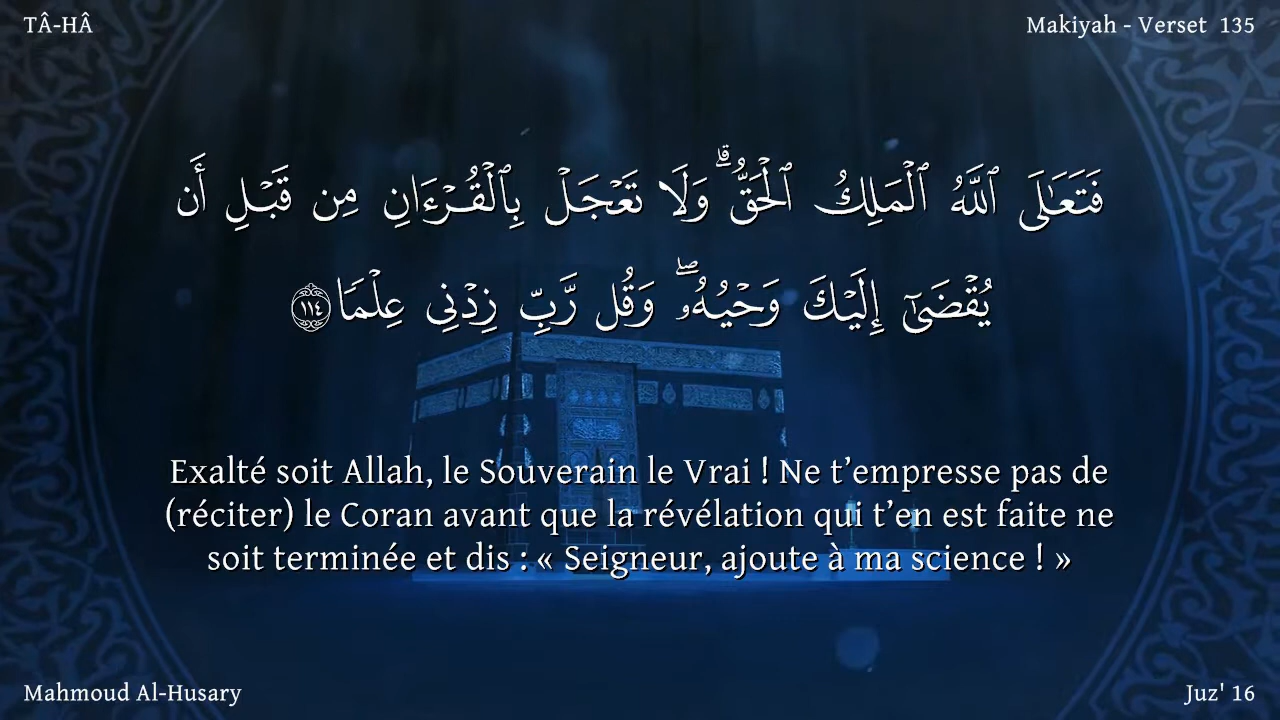 TÂ-HÂ
Makiyah - Verset 135
فَتَعَٰلَى ٱللَّهُ ٱلْمَلِكُ ٱلْحَقُّ ۗ وَلَا تَعْجَلْ بِٱلْقُرْءَانِ مِن قَبْلِ أَن
يُقْضَىٰٓ إِلَيْكَ وَحْيُهُۥ ۖ وَقُل رَّبِّ زِدْنِى عِلْمًا ١١٤
Exalté soit Allah, le Souverain le Vrai ! Ne t’empresse pas de
(réciter) le Coran avant que la révélation qui t’en est faite ne
soit terminée et dis : « Seigneur, ajoute à ma science ! »
Mahmoud Al-Husary
Juz' 16